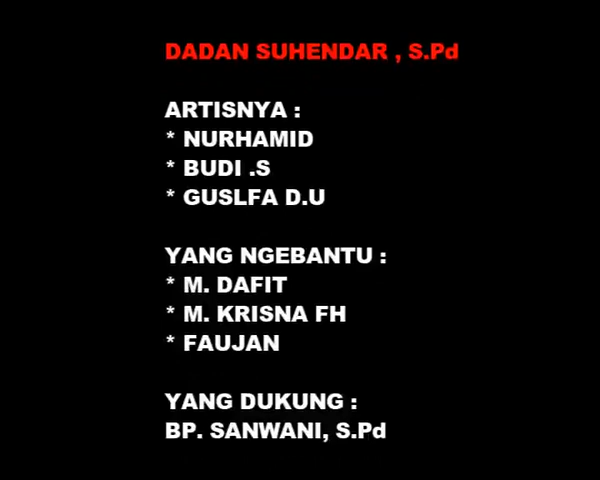 DADAN SUHENDAR , S.Pd
ARTISNYA :
* NURHAMID
* BUDI .S
* GUSLFA D.U
YANG NGEBANTU :
* M. DAFIT
* M. KRISNA FH
* FAUJAN
YANG DUKUNG :
BP. SANWANI, S.Pd